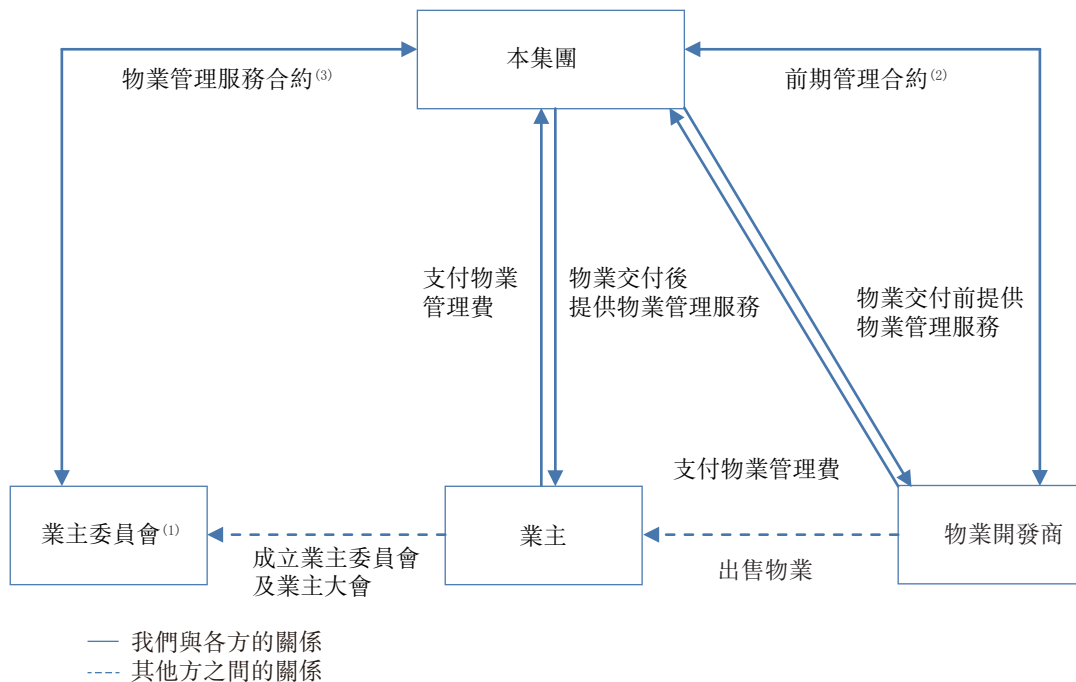 本集團
物業管理服務合約(3)
前期管理合約(2)
支付物業
管理費
物業交付後
提供物業管理服務
物業交付前提供
物業管理服務
支付物業管理費
業主委員會(1)
業主
物業開發商
成立業主委員會
及業主大會
出售物業
我們與各方的關係
其他方之間的關係